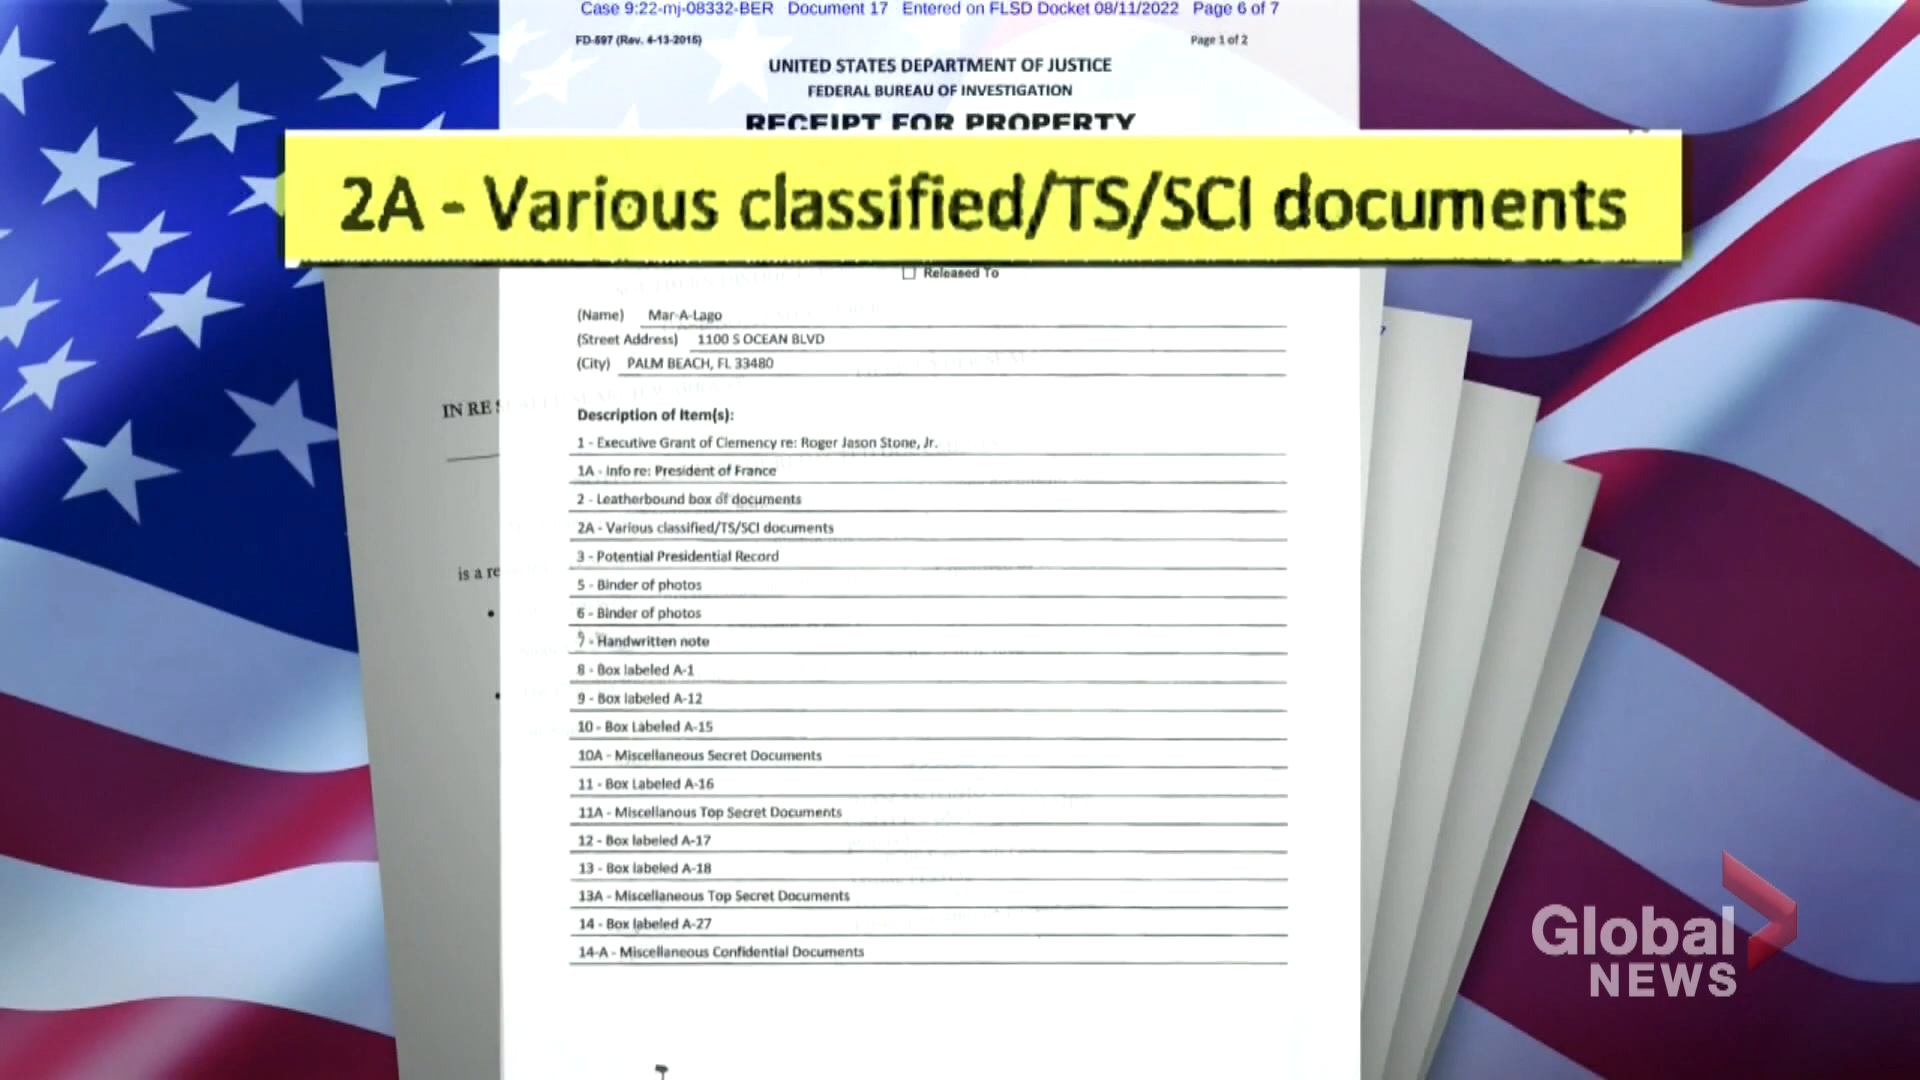 Case 9:22-mj-08332-BER Document 17 Entered on FLSD Docket 08/11/2022 Page 6 of 7
FD-597 (Rev. 4-13-2015) Page 1 of 2
UNITED STATES DEPARTMENT OF JUSTICE
FEDERAL BUREAU OF INVESTIGATION
RECEIPT FOR PROPERTY
2A - Various classified/TS/SCI documents
Released To
(Name) Mar-A-Lago
(Street Address) 1100 S OCEAN BLVD
(City) PALM BEACH, FL 33480
IN RE
Description of Item(s):
1 - Executive Grant of Clemency re: Roger Jason Stone, Jr.
1A - Info re: President of France
2 - Leatherbound box of documents
2A - Various classified/TS/SCI documents
3 - Potential Presidential Record
is a re
5 - Binder of photos
6 - Binder of photos
7 - Handwritten note
8 - Box labeled A-1
9 - Box labeled A-12
10 - Box Labeled A-15
10A - Miscellaneous Secret Documents
11 - Box Labeled A-16
11A - Miscellanous Top Secret Documents
12 - Box labeled A-17
13 - Box labeled A-18
13A - Miscellaneous Top Secret Documents
14 - Box labeled A-27
14-A - Miscellaneous Confidential Documents
Global
NEWS